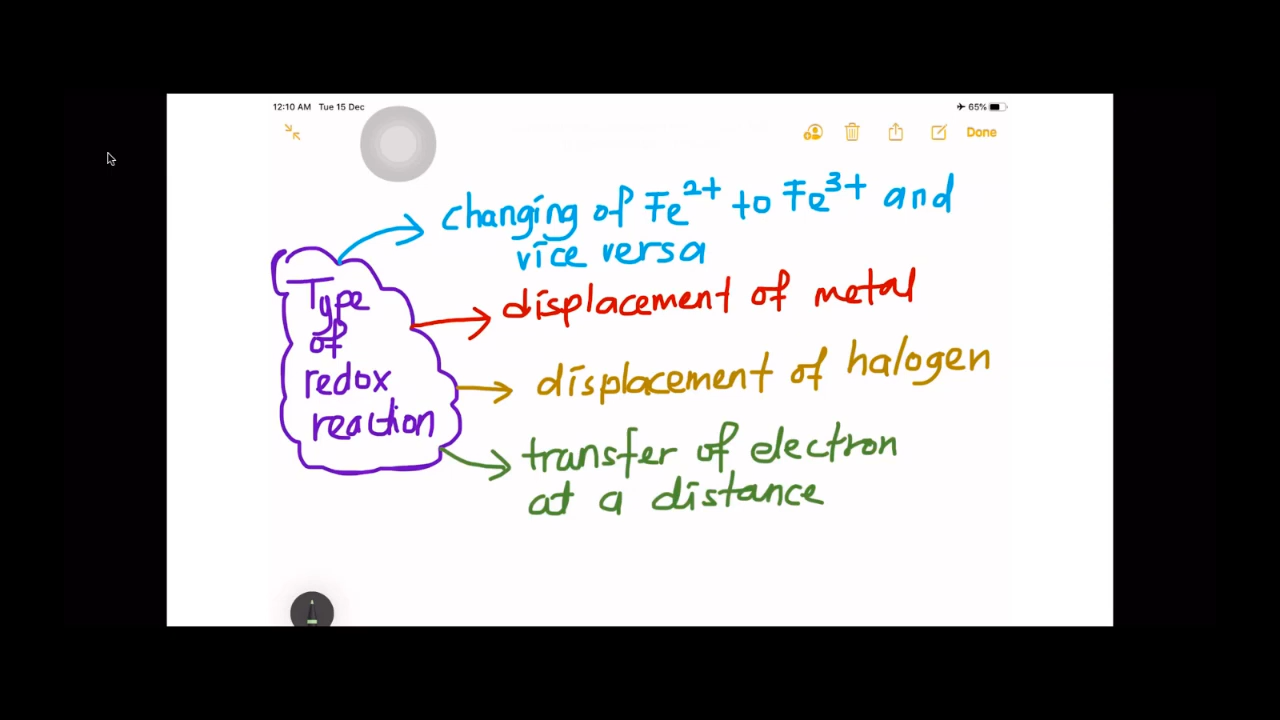 12:10 AM Tue 15 Dec
65%
Done
changing of Fe²⁺ to Fe³⁺ and
vice versa
Type
of
redox
reaction
displacement of metal
displacement of halogen
transfer of electron
at a distance